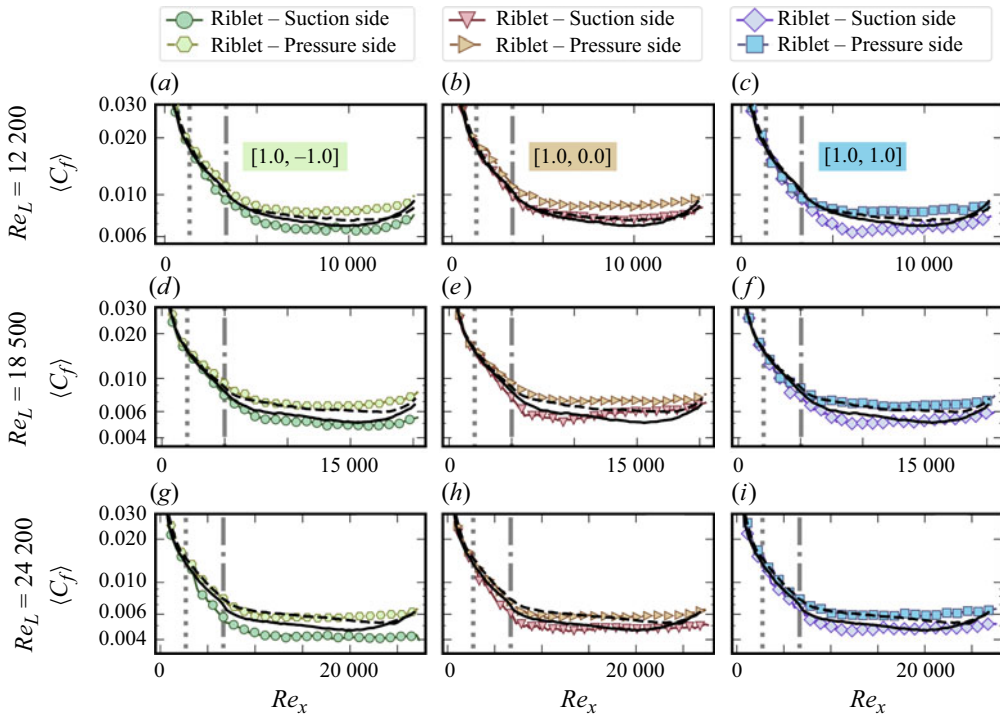 Riblet – Suction side
Riblet – Pressure side
Riblet – Suction side
Riblet – Pressure side
Riblet – Suction side
Riblet – Pressure side
(a) (b) (c)
Re_L = 12 200
⟨C_f⟩
0.030
0.020
0.010
0.006
[1.0, –1.0] [1.0, 0.0] [1.0, 1.0]
0 10 000 0 10 000 0 10 000
(d) (e) (f)
Re_L = 18 500
⟨C_f⟩
0.030
0.020
0.010
0.006
0.004
0 15 000 0 15 000 0 15 000
(g) (h) (i)
Re_L = 24 200
⟨C_f⟩
0.030
0.020
0.010
0.006
0.004
0 20 000 0 20 000 0 20 000
Re_x Re_x Re_x